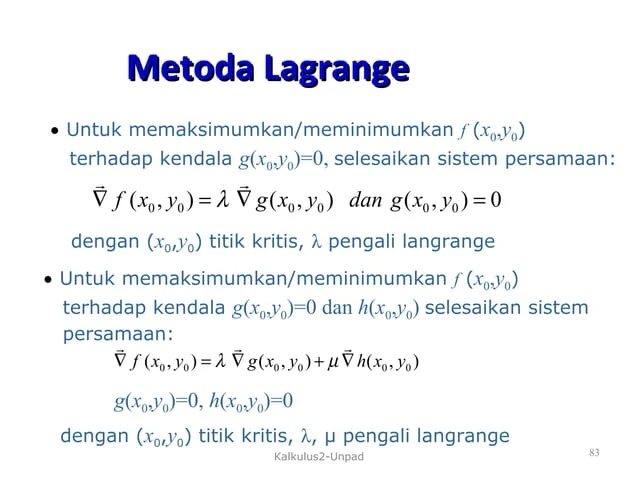 Metoda Lagrange
• Untuk memaksimumkan/meminimumkan f (x₀,y₀)
terhadap kendala g(x₀,y₀)=0, selesaikan sistem persamaan:
∇⃗ f (x₀, y₀) = λ ∇⃗ g(x₀, y₀) dan g(x₀, y₀) = 0
dengan (x₀,y₀) titik kritis, λ pengali langrange
• Untuk memaksimumkan/meminimumkan f (x₀,y₀)
terhadap kendala g(x₀,y₀)=0 dan h(x₀,y₀) selesaikan sistem
persamaan:
∇⃗ f (x₀, y₀) = λ ∇⃗ g(x₀, y₀) + μ ∇⃗ h(x₀, y₀)
g(x₀,y₀)=0, h(x₀,y₀)=0
dengan (x₀,y₀) titik kritis, λ, μ pengali langrange
Kalkulus2-Unpad
83